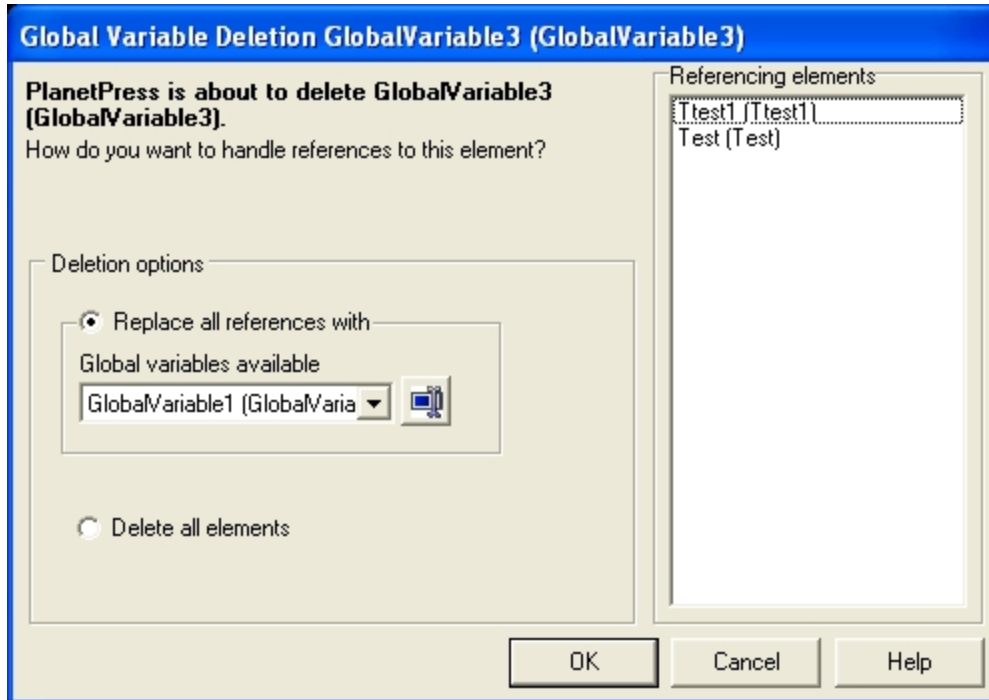 Global Variable Deletion GlobalVariable3 (GlobalVariable3)
PlanetPress is about to delete GlobalVariable3
(GlobalVariable3).
How do you want to handle references to this element?
Deletion options
Replace all references with
Global variables available
GlobalVariable1 (GlobalVaria
Delete all elements
Referencing elements
Ttest1 (Ttest1)
Test (Test)
OK
Cancel
Help